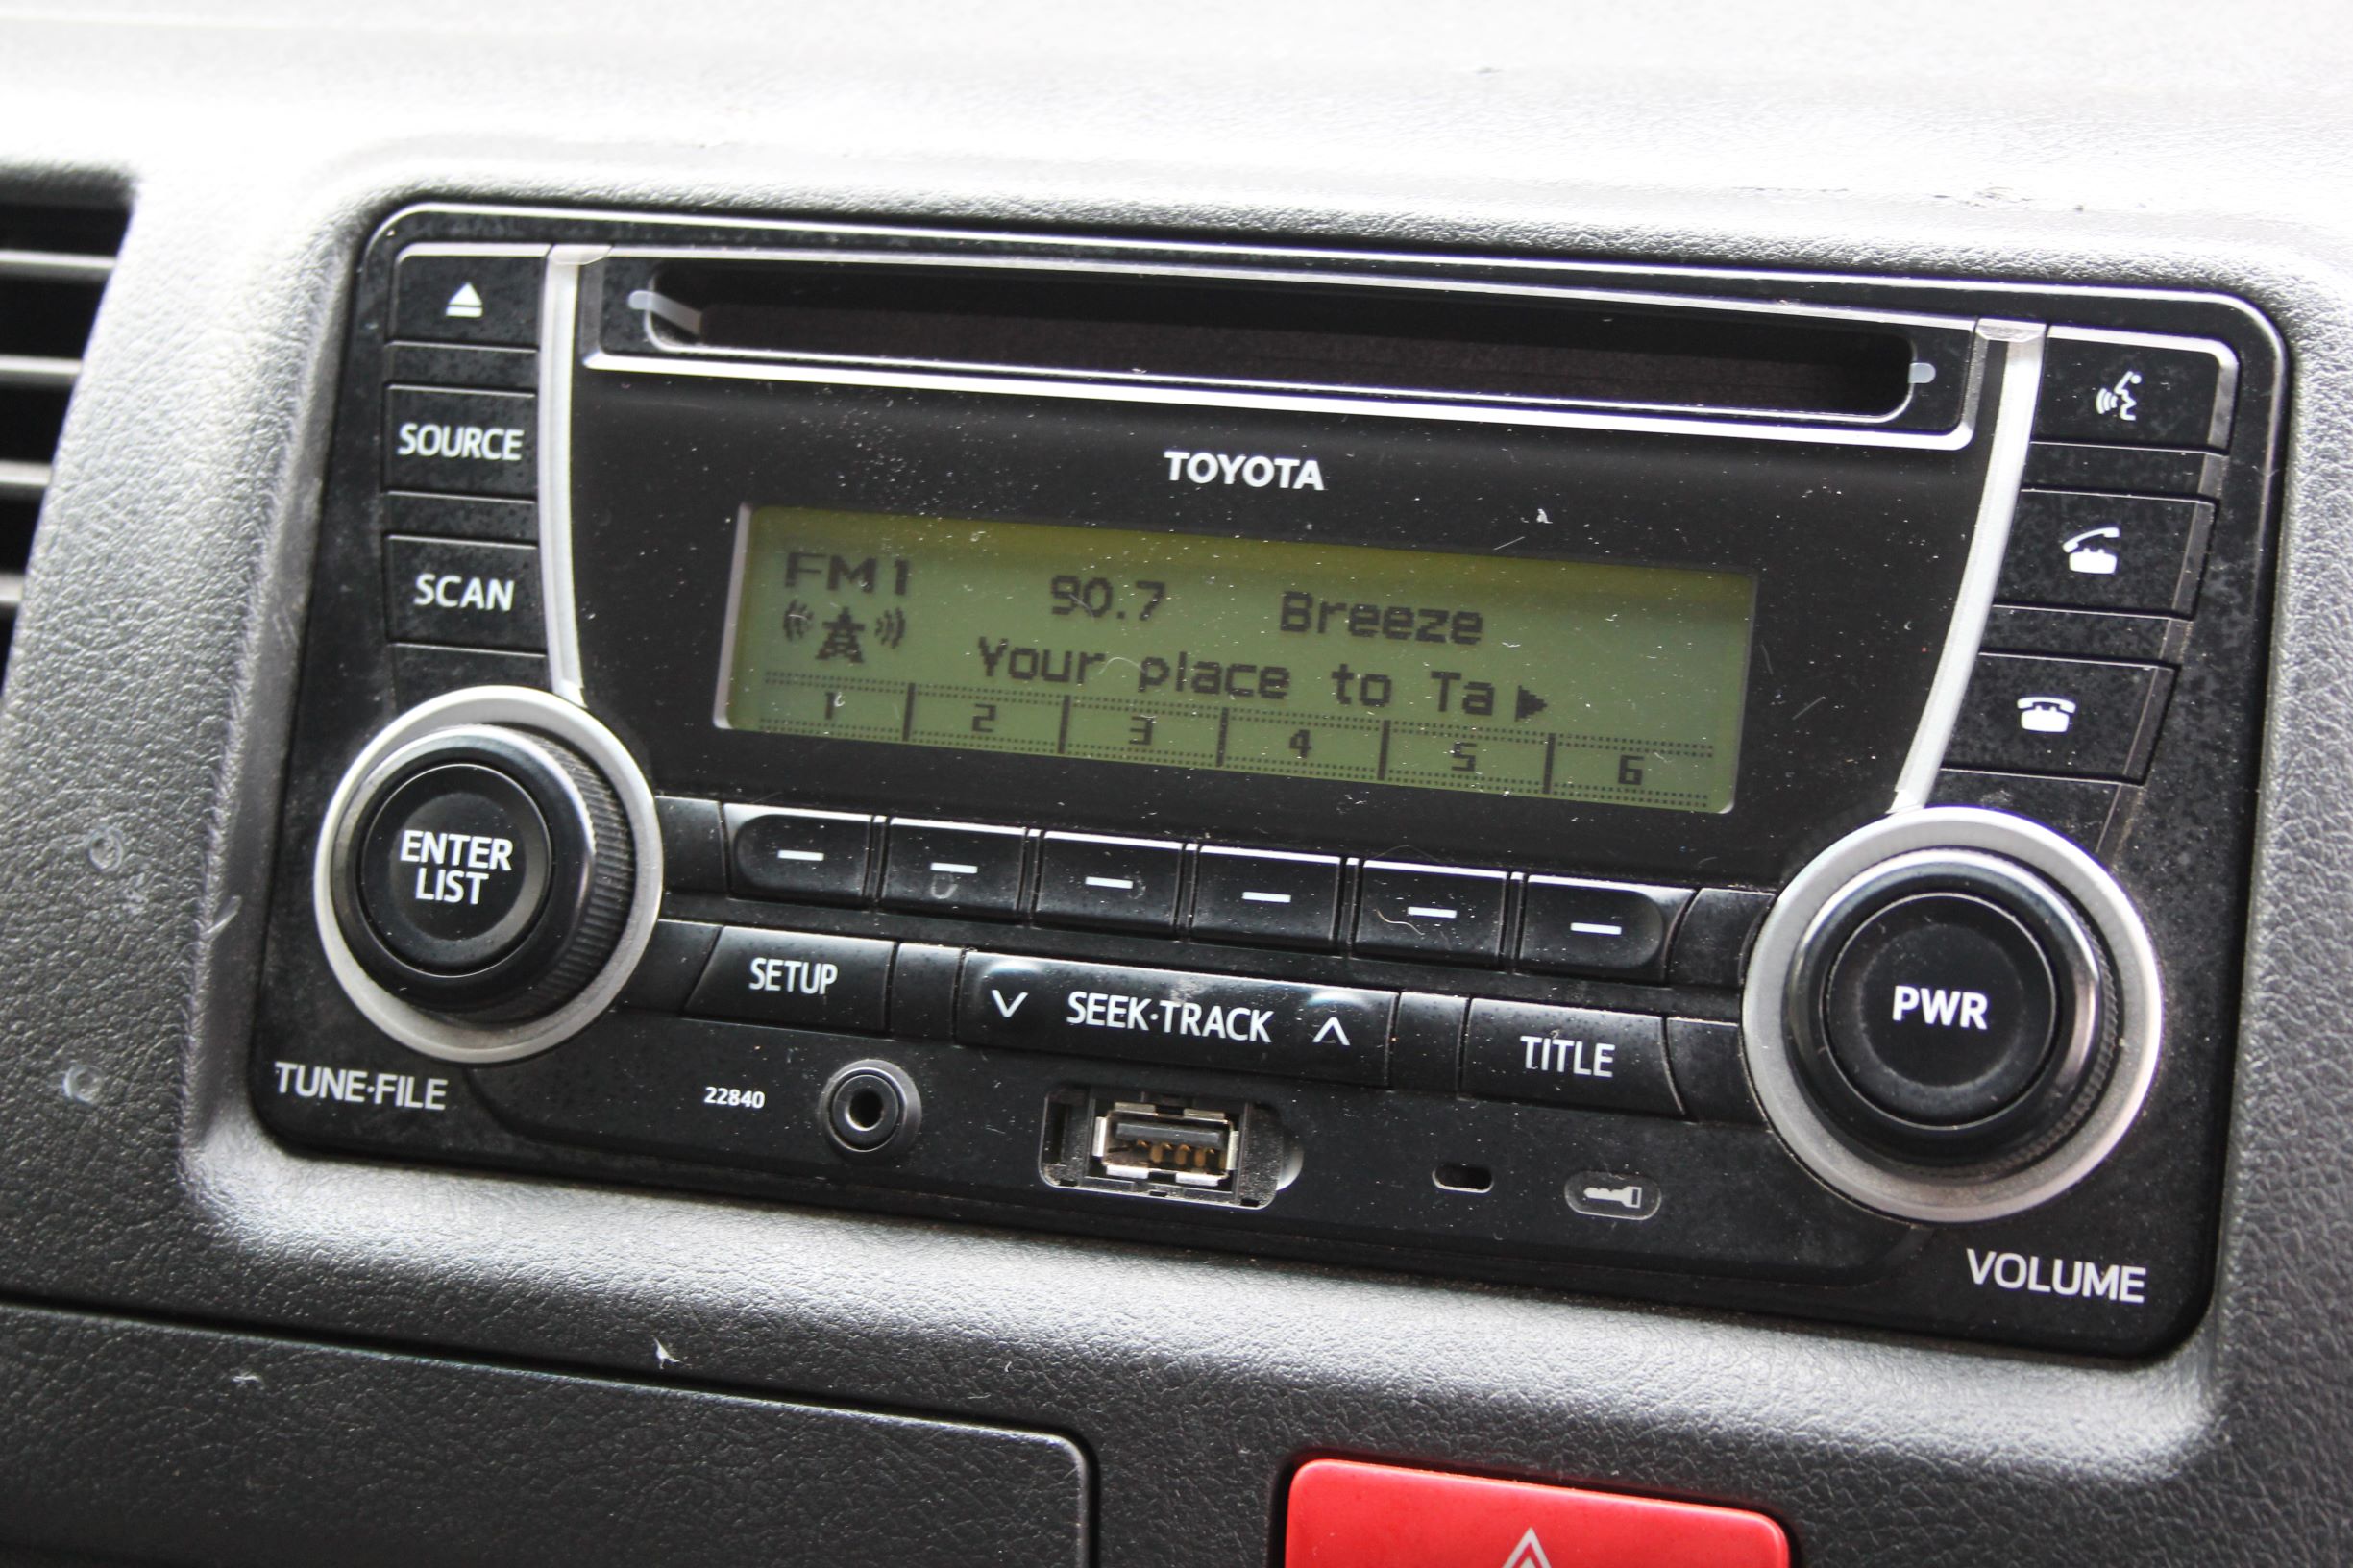 SOURCE
SCAN
TOYOTA
FM1 90.7 Breeze
Your place to Ta
1 2 3 4 5 6
ENTER
LIST
TUNE·FILE
SETUP
SEEK·TRACK
TITLE
22840
PWR
VOLUME